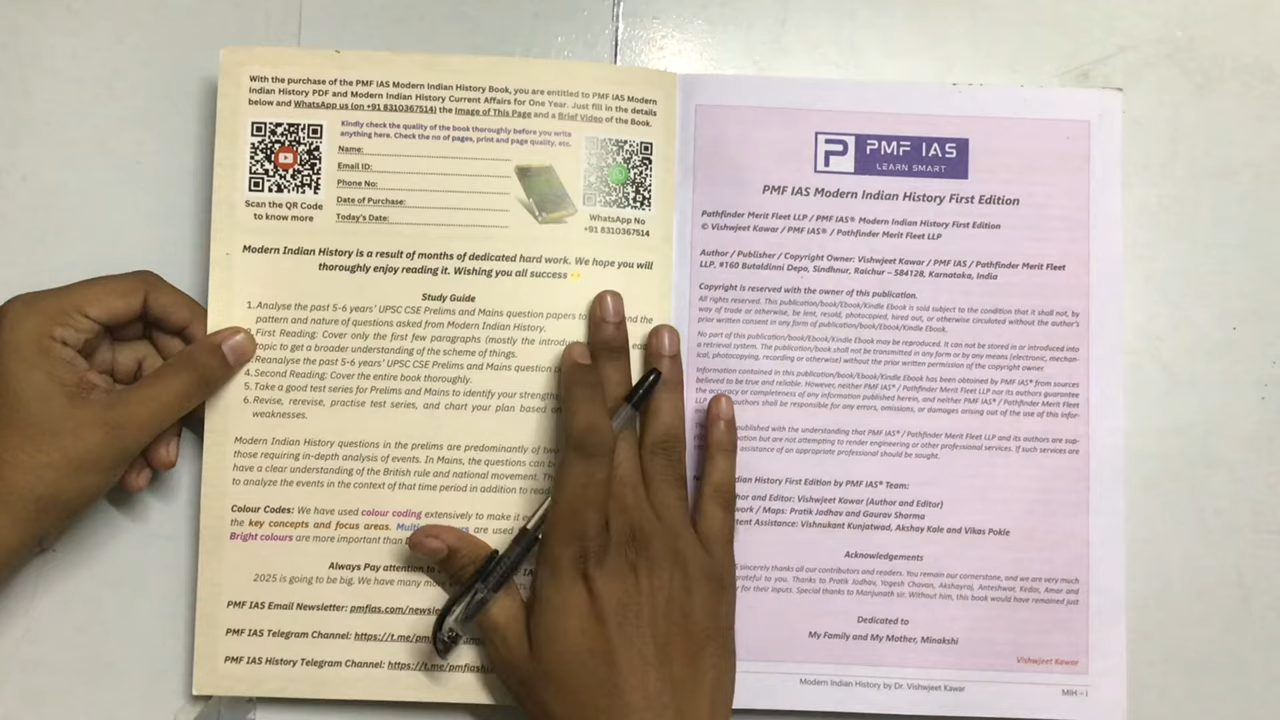 With the purchase of the PMF IAS Modern Indian History Book, you are entitled to PMF IAS Modern
Indian History PDF and Modern Indian History Current Affairs for One Year. Just fill in the details
below and WhatsApp us (on +91 8310367514) the Image of This Page and a Brief Video of the Book.
Kindly check the quality of the book thoroughly before you write
anything here. Check the no of pages, print and page quality, etc.
Name:
Email ID:
Phone No:
Date of Purchase:
Today's Date:
Scan the QR Code
to know more
WhatsApp No
+91 8310367514
Modern Indian History is a result of months of dedicated hard work. We hope you will
thoroughly enjoy reading it. Wishing you all success
Study Guide
1. Analyse the past 5-6 years' UPSC CSE Prelims and Mains question papers to the
pattern and nature of questions asked from Modern Indian History.
First Reading: Cover only the first few paragraphs (mostly the
topic to get a broader understanding of the scheme of things.
Reanalyse the past 5-6 years' UPSC CSE Prelims and Mains question
4. Second Reading: Cover the entire book thoroughly.
5. Take a good test series for Prelims and Mains to identify your
6. Revise, rerevise, practise test series, and chart your plan based
weaknesses.
Modern Indian History questions in the prelims are predominantly of
those requiring in-depth analysis of events. In Mains, the questions can
have a clear understanding of the British rule and national movement.
to analyze the events in the context of that time period in addition to
Colour Codes: We have used colour coding extensively to make it
the key concepts and focus areas. are used
Bright colours are more important than
Always Pay attention to
2025 is going to be big. We have many
PMF IAS Email Newsletter:
PMF IAS Telegram Channel:
PMF IAS History Telegram Channel:
PMF IAS
LEARN SMART
PMF IAS Modern Indian History First Edition
Pathfinder Merit Fleet LLP / PMF IAS® Modern Indian History First Edition
© Vishwjeet Kawar / PMF IAS® / Pathfinder Merit Fleet LLP
Author / Publisher / Copyright Owner: Vishwjeet Kawar / PMF IAS / Pathfinder Merit Fleet
LLP, #160 Butaldinni Depo, Sindhnur, Raichur – 584128, Karnataka, India
Copyright is reserved with the owner of this publication.
All rights reserved. This publication/book/Ebook/Kindle Ebook is sold subject to the condition that it shall not, by
way of trade or otherwise, be lent, resold, photocopied, hired out, or otherwise circulated without the author's
prior written consent in any form of publication/book/Ebook/Kindle Ebook.
No part of this publication/book/Ebook/Kindle Ebook may be reproduced. It can not be stored in or introduced into
a retrieval system. The publication/book shall not be transmitted in any form or by any means (electronic, mechan-
ical, photocopying, recording or otherwise) without the prior written permission of the copyright owner.
Information contained in this publication/book/Ebook/Kindle Ebook has been obtained by PMF IAS® from sources
believed to be true and reliable. However, neither PMF IAS® / Pathfinder Merit Fleet LLP nor its authors guarantee
the accuracy or completeness of any information published herein, and neither PMF IAS® / Pathfinder Merit Fleet
LLP authors shall be responsible for any errors, omissions, or damages arising out of the use of this infor-
published with the understanding that PMF IAS® / Pathfinder Merit Fleet LLP and its authors are sup-
but are not attempting to render engineering or other professional services. If such services are
assistance of an appropriate professional should be sought.
History First Edition by PMF IAS® Team:
and Editor: Vishwjeet Kawar (Author and Editor)
/ Maps: Pratik Jadhav and Gaurav Sharma
Assistance: Vishnukant Kunjatwad, Akshay Kale and Vikas Pokle
Acknowledgements
sincerely thanks all our contributors and readers. You remain our cornerstone, and we are very much
grateful to you. Thanks to Pratik Jadhav, Yogesh Chavan, Akshayraj, Anteshwar, Kedar, Amar and
for their inputs. Special thanks to Manjunath sir. Without him, this book would have remained just
Dedicated to
My Family and My Mother, Minakshi
Vishwjeet Kawar
Modern Indian History by Dr. Vishwjeet Kawar
MIH – i